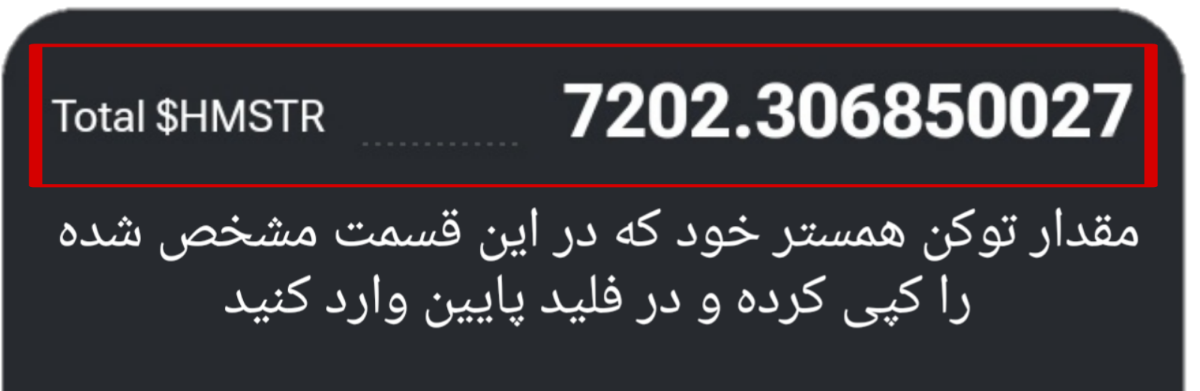 Total $HMSTR 7202.306850027
مقدار توکن همستر خود که در این قسمت مشخص شده
را کپی کرده و در فلید پایین وارد کنید